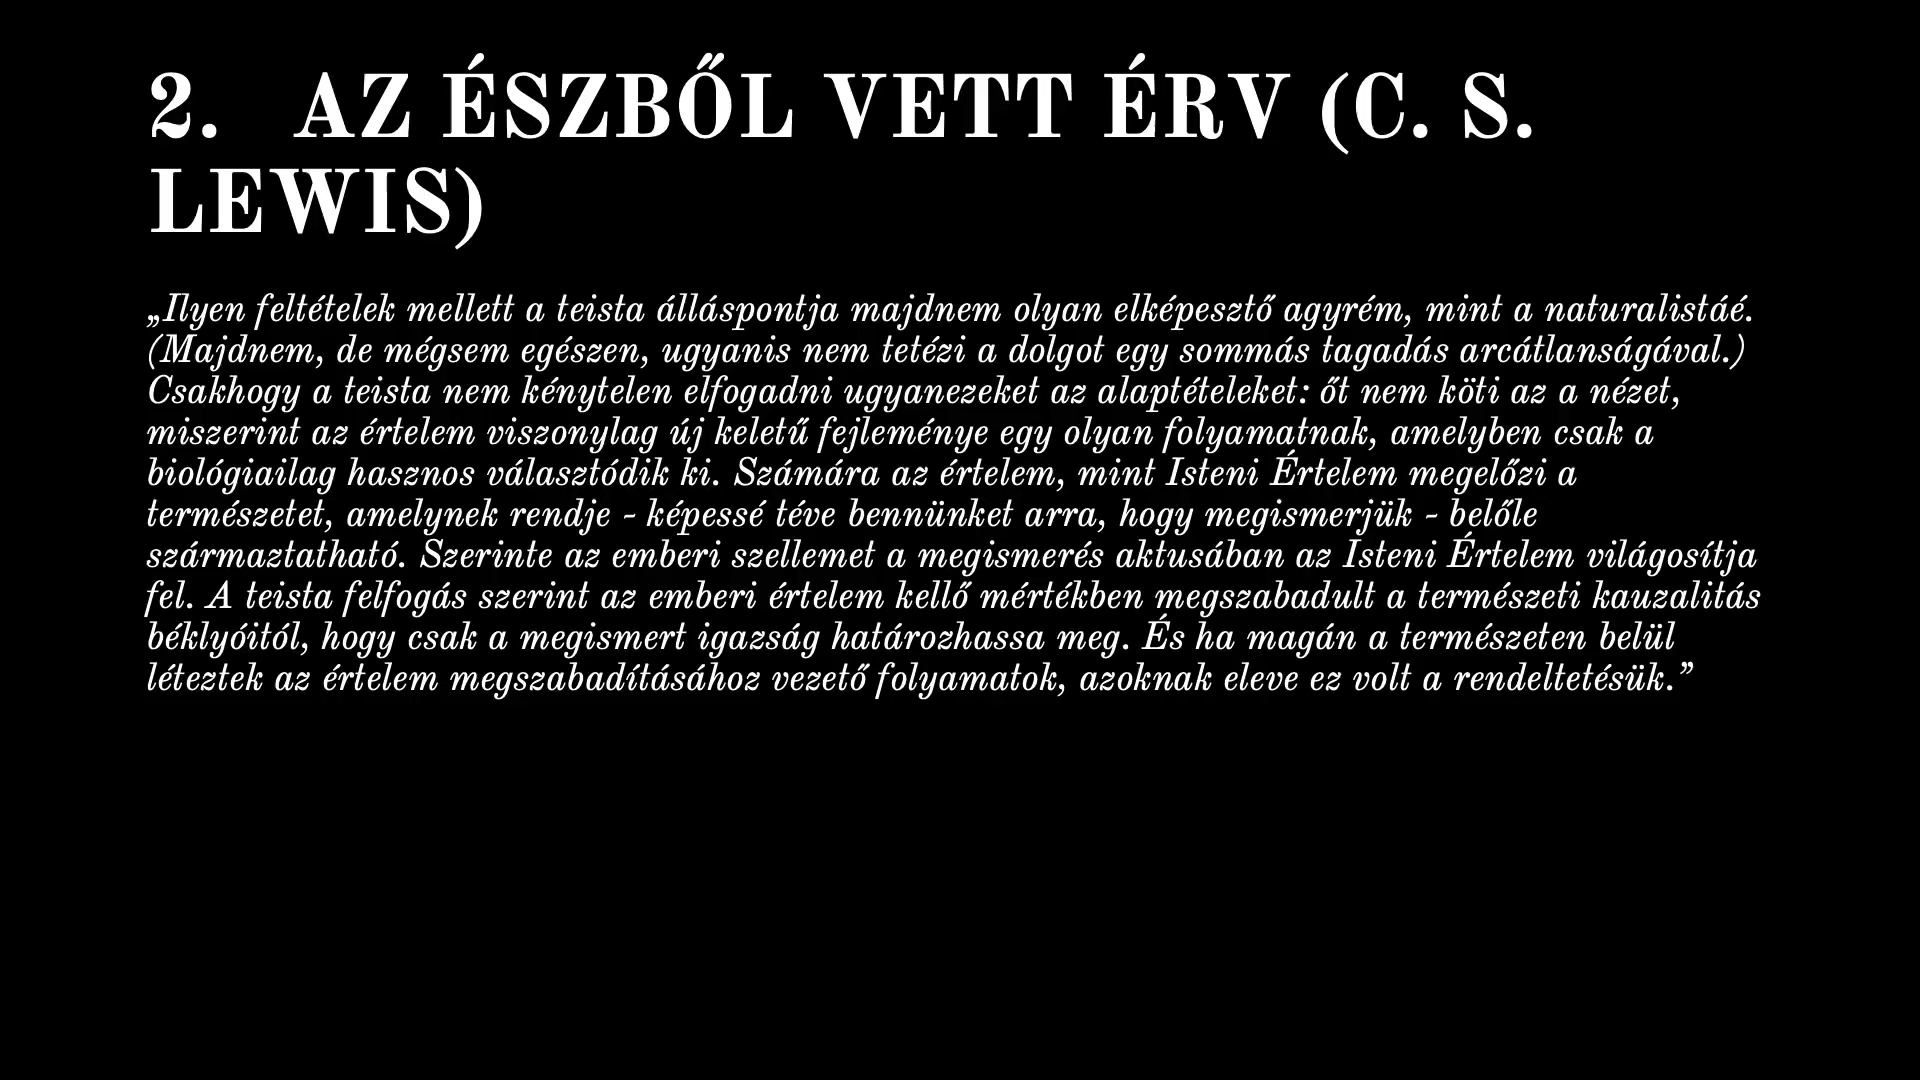 2. AZ ÉSZBŐL VETT ÉRV (C. S.
LEWIS)
„Ilyen feltételek mellett a teista álláspontja majdnem olyan elképesztő agyrém, mint a naturalistáé.
(Majdnem, de mégsem egészen, ugyanis nem tetézi a dolgot egy sommás tagadás arcátlanságával.)
Csakhogy a teista nem kénytelen elfogadni ugyanezeket az alaptételeket: őt nem köti az a nézet,
miszerint az értelem viszonylag új keletű fejleménye egy olyan folyamatnak, amelyben csak a
biológiailag hasznos választódik ki. Számára az értelem, mint Isteni Értelem megelőzi a
természetet, amelynek rendje - képessé téve bennünket arra, hogy megismerjük - belőle
származtatható. Szerinte az emberi szellemet a megismerés aktusában az Isteni Értelem világosítja
fel. A teista felfogás szerint az emberi értelem kellő mértékben megszabadult a természeti kauzalitás
béklyóitól, hogy csak a megismert igazság határozhassa meg. És ha magán a természeten belül
léteztek az értelem megszabadításához vezető folyamatok, azoknak eleve ez volt a rendeltetésük.”